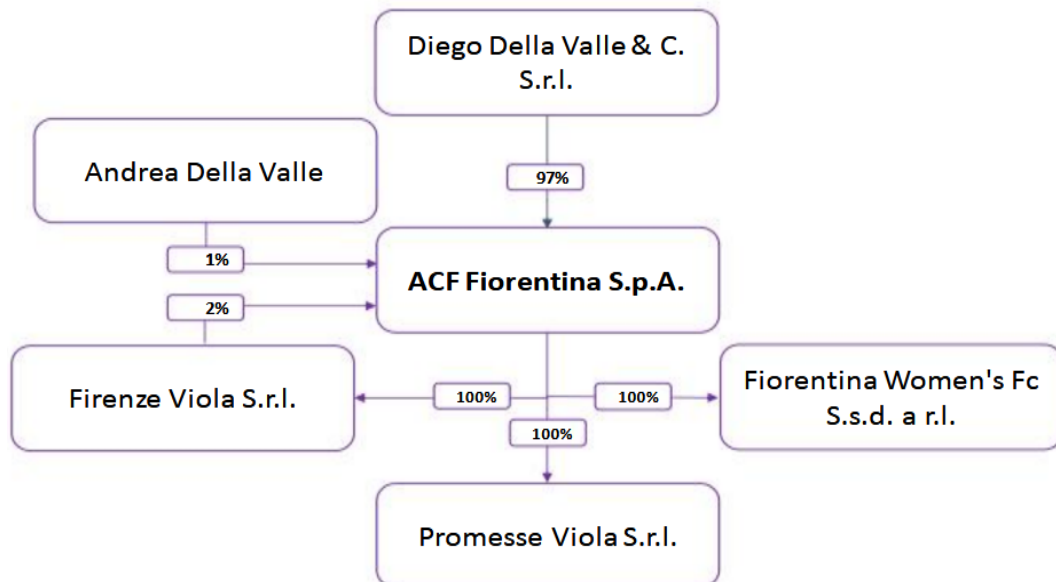 Diego Della Valle & C.
S.r.l.
Andrea Della Valle
97%
1%
ACF Fiorentina S.p.A.
2%
Firenze Viola S.r.l.
100%
100%
Fiorentina Women's Fc
S.s.d. a r.l.
100%
Promesse Viola S.r.l.